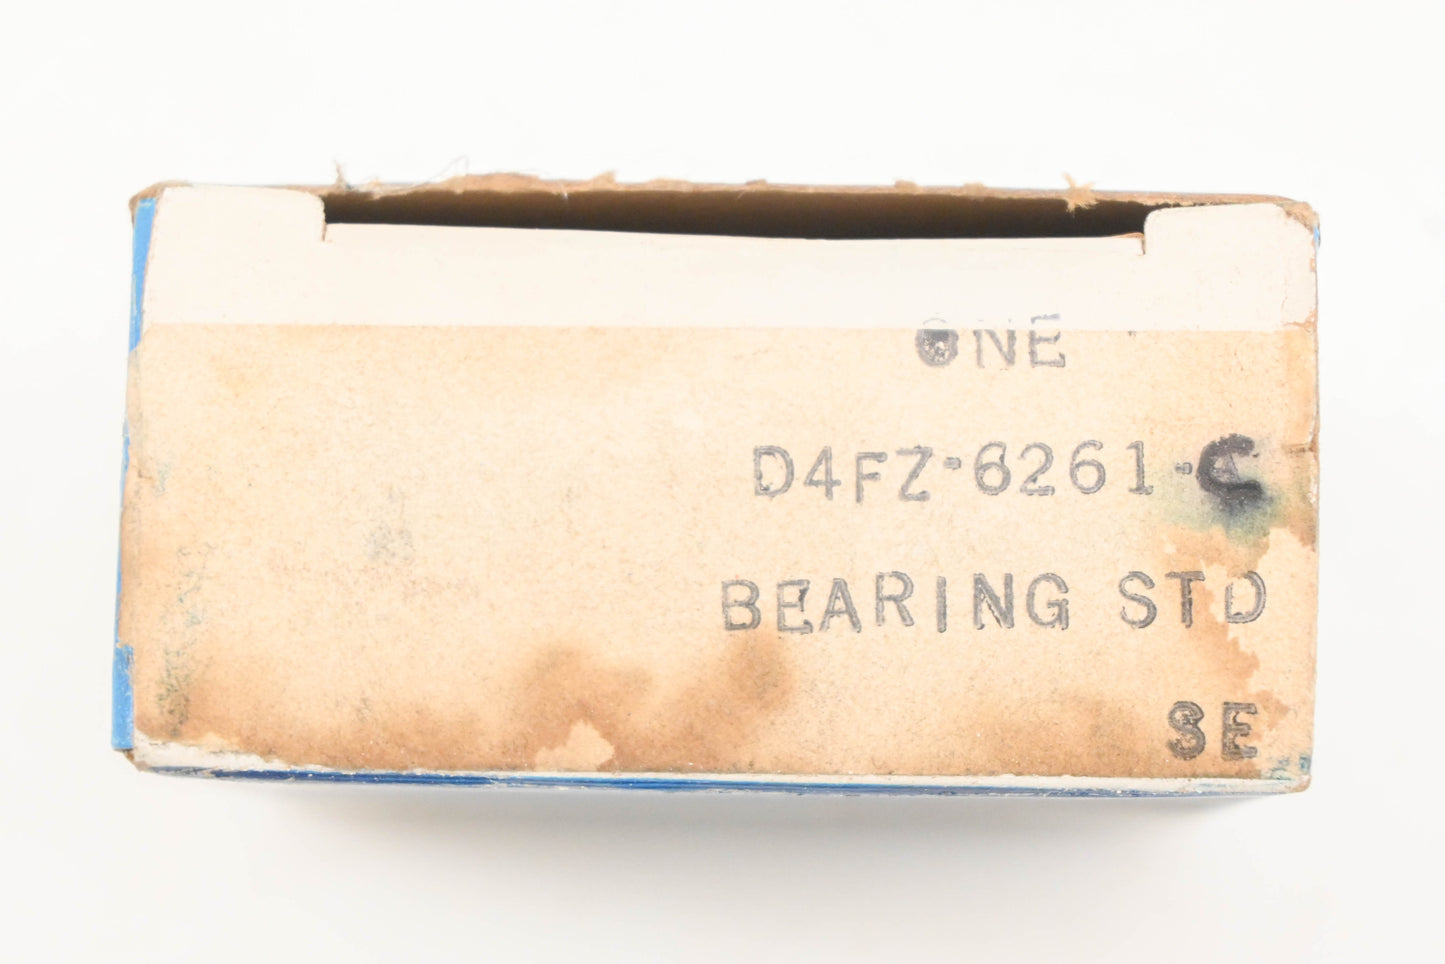 ONE
D4FZ-6261-C
BEARING STD
SE